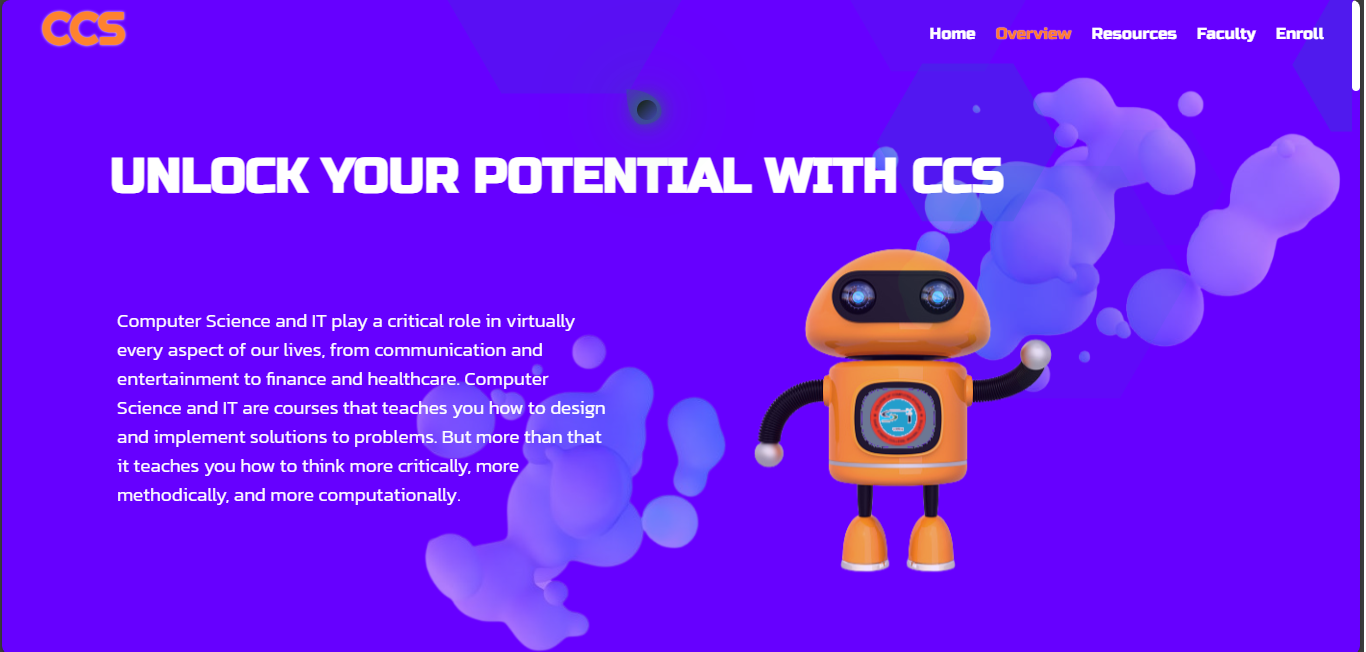 CCS
Home Overview Resources Faculty Enroll
UNLOCK YOUR POTENTIAL WITH CCS
Computer Science and IT play a critical role in virtually
every aspect of our lives, from communication and
entertainment to finance and healthcare. Computer
Science and IT are courses that teaches you how to design
and implement solutions to problems. But more than that
it teaches you how to think more critically, more
methodically, and more computationally.